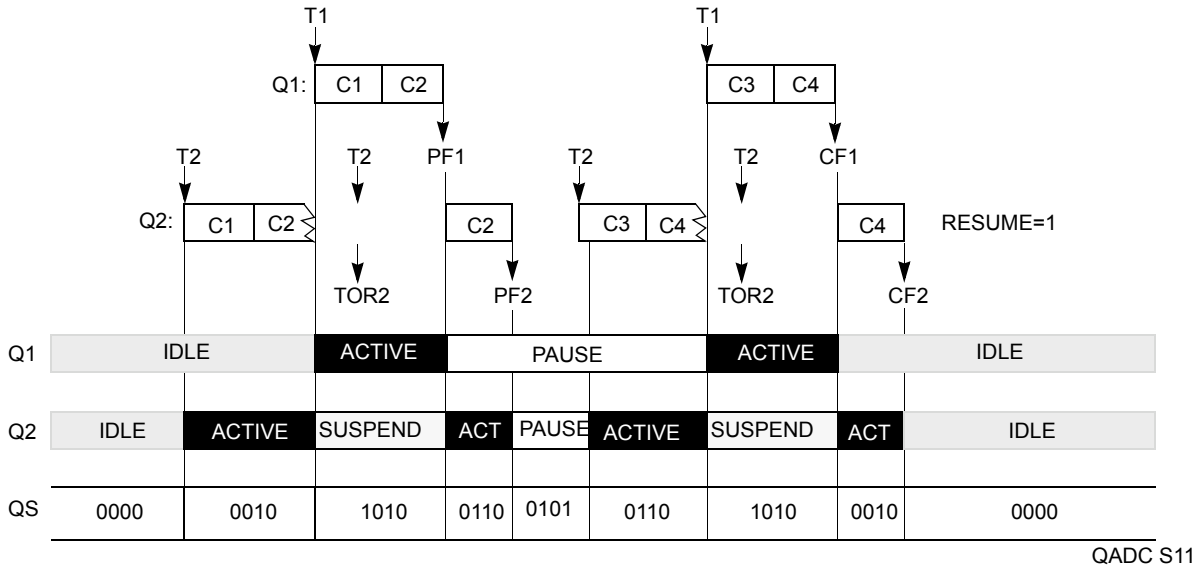 T1 T1
Q1: C1 C2 C3 C4
T2 T2 PF1 T2 T2 CF1
Q2: C1 C2 C2 C3 C4 C4 RESUME=1
TOR2 PF2 TOR2 CF2
Q1 IDLE ACTIVE PAUSE ACTIVE IDLE
Q2 IDLE ACTIVE SUSPEND ACT PAUSE ACTIVE SUSPEND ACT IDLE
QS 0000 0010 1010 0110 0101 0110 1010 0010 0000
QADC S11